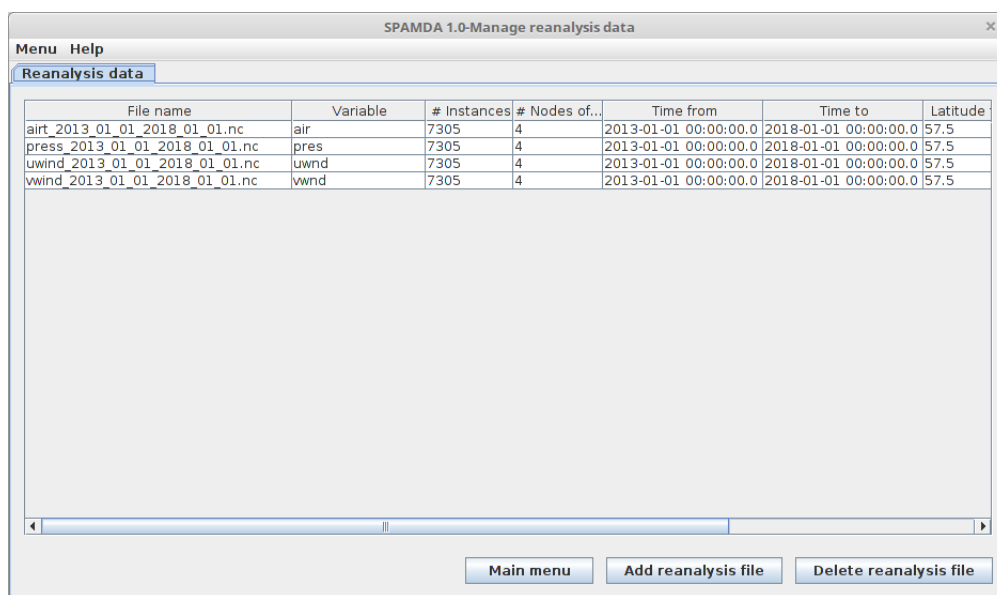 SPAMDA 1.0-Manage reanalysis data ×
Menu Help
Reanalysis data
File name Variable # Instances # Nodes of... Time from Time to Latitude
airt_2013_01_01_2018_01_01.nc air 7305 4 2013-01-01 00:00:00.0 2018-01-01 00:00:00.0 57.5
press_2013_01_01_2018_01_01.nc pres 7305 4 2013-01-01 00:00:00.0 2018-01-01 00:00:00.0 57.5
uwind_2013_01_01_2018_01_01.nc uwnd 7305 4 2013-01-01 00:00:00.0 2018-01-01 00:00:00.0 57.5
vwind_2013_01_01_2018_01_01.nc vwnd 7305 4 2013-01-01 00:00:00.0 2018-01-01 00:00:00.0 57.5
Main menu Add reanalysis file Delete reanalysis file